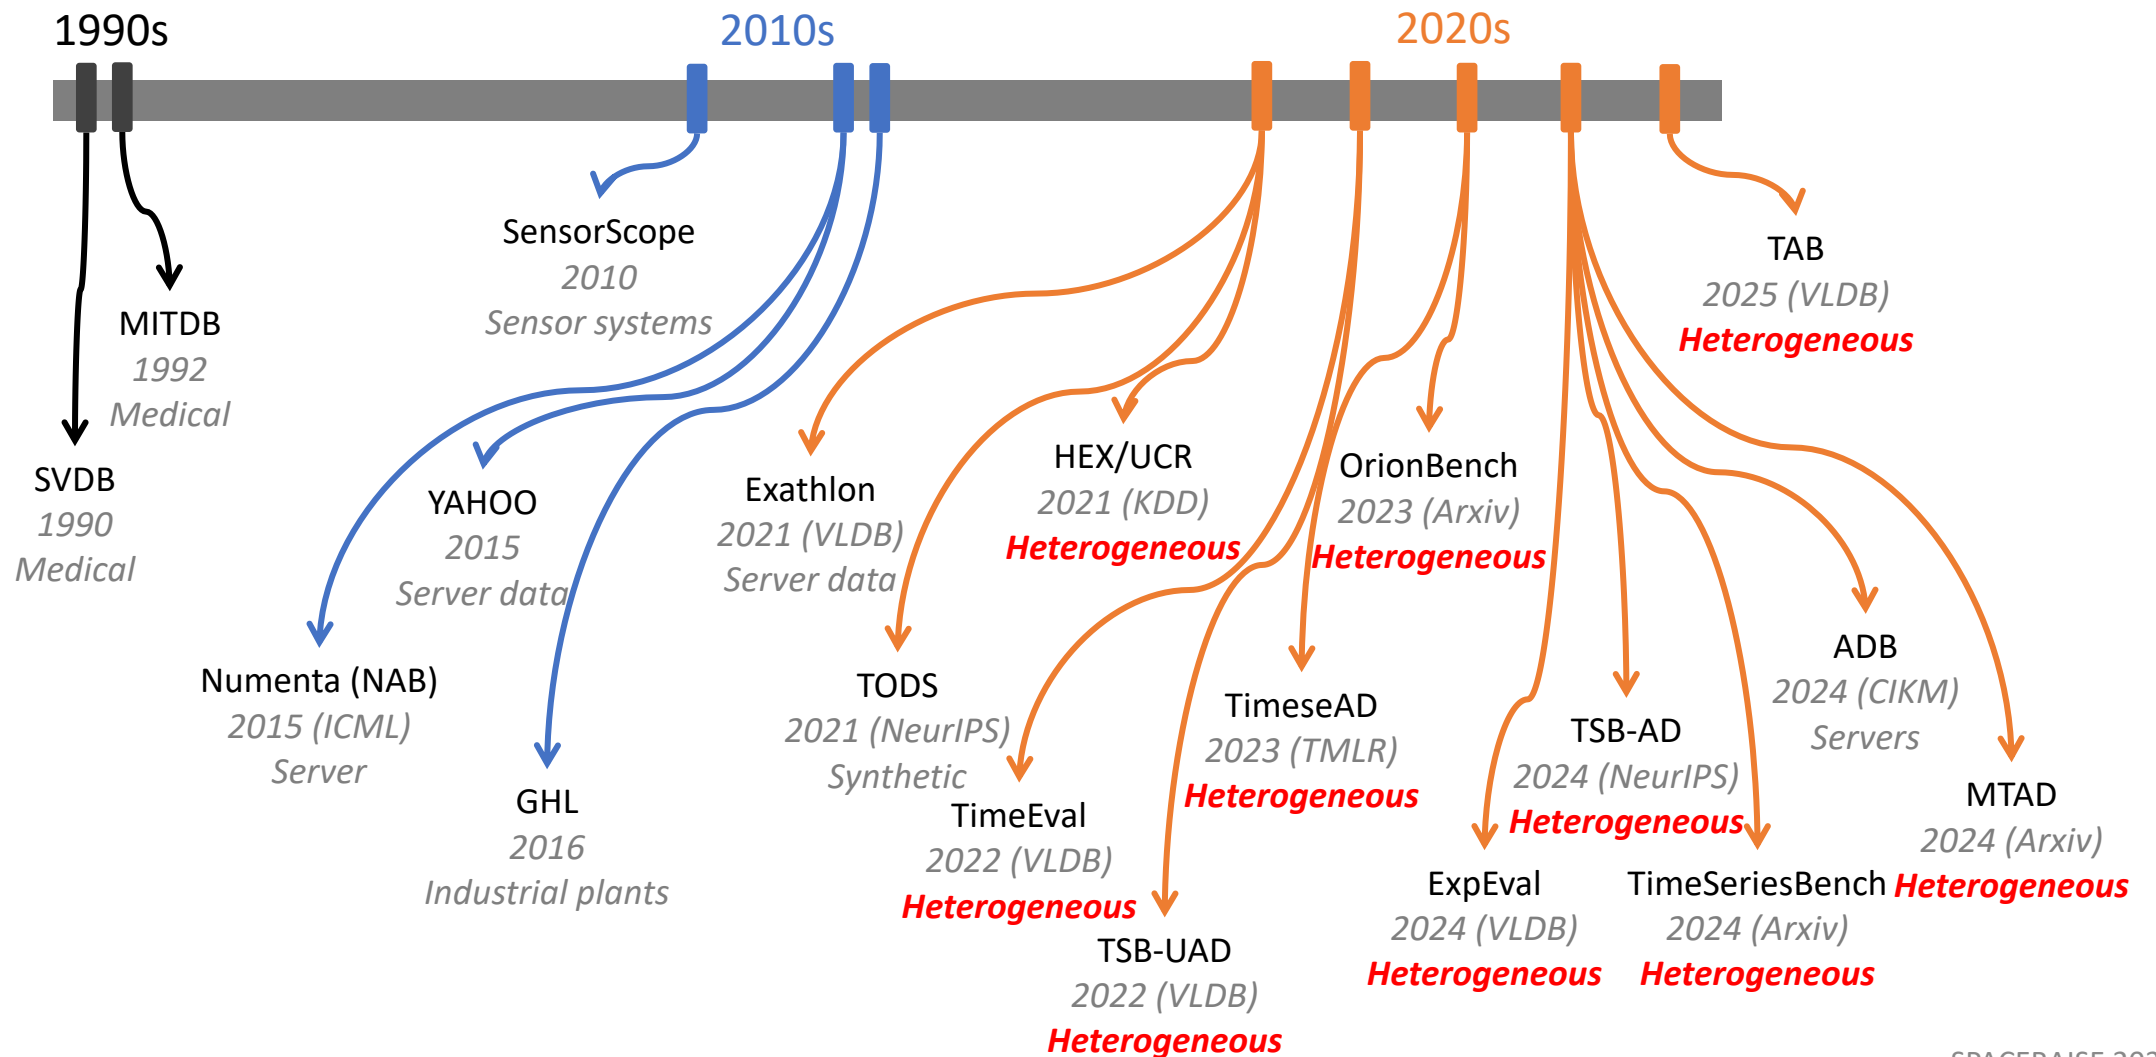 1990s
2010s
2020s
SensorScope
2010
Sensor systems
TAB
2025 (VLDB)
Heterogeneous
MITDB
1992
Medical
SVDB
1990
Medical
YAHOO
2015
Server data
Exathlon
2021 (VLDB)
Server data
HEX/UCR
2021 (KDD)
Heterogeneous
OrionBench
2023 (Arxiv)
Heterogeneous
Numenta (NAB)
2015 (ICML)
Server
GHL
2016
Industrial plants
TODS
2021 (NeurIPS)
Synthetic
TimeEval
2022 (VLDB)
Heterogeneous
TSB-UAD
2022 (VLDB)
Heterogeneous
TimeseAD
2023 (TMLR)
Heterogeneous
TSB-AD
2024 (NeurIPS)
Heterogeneous
ADB
2024 (CIKM)
Servers
MTAD
2024 (Arxiv)
Heterogeneous
ExpEval
2024 (VLDB)
Heterogeneous
TimeSeriesBench
2024 (Arxiv)
Heterogeneous